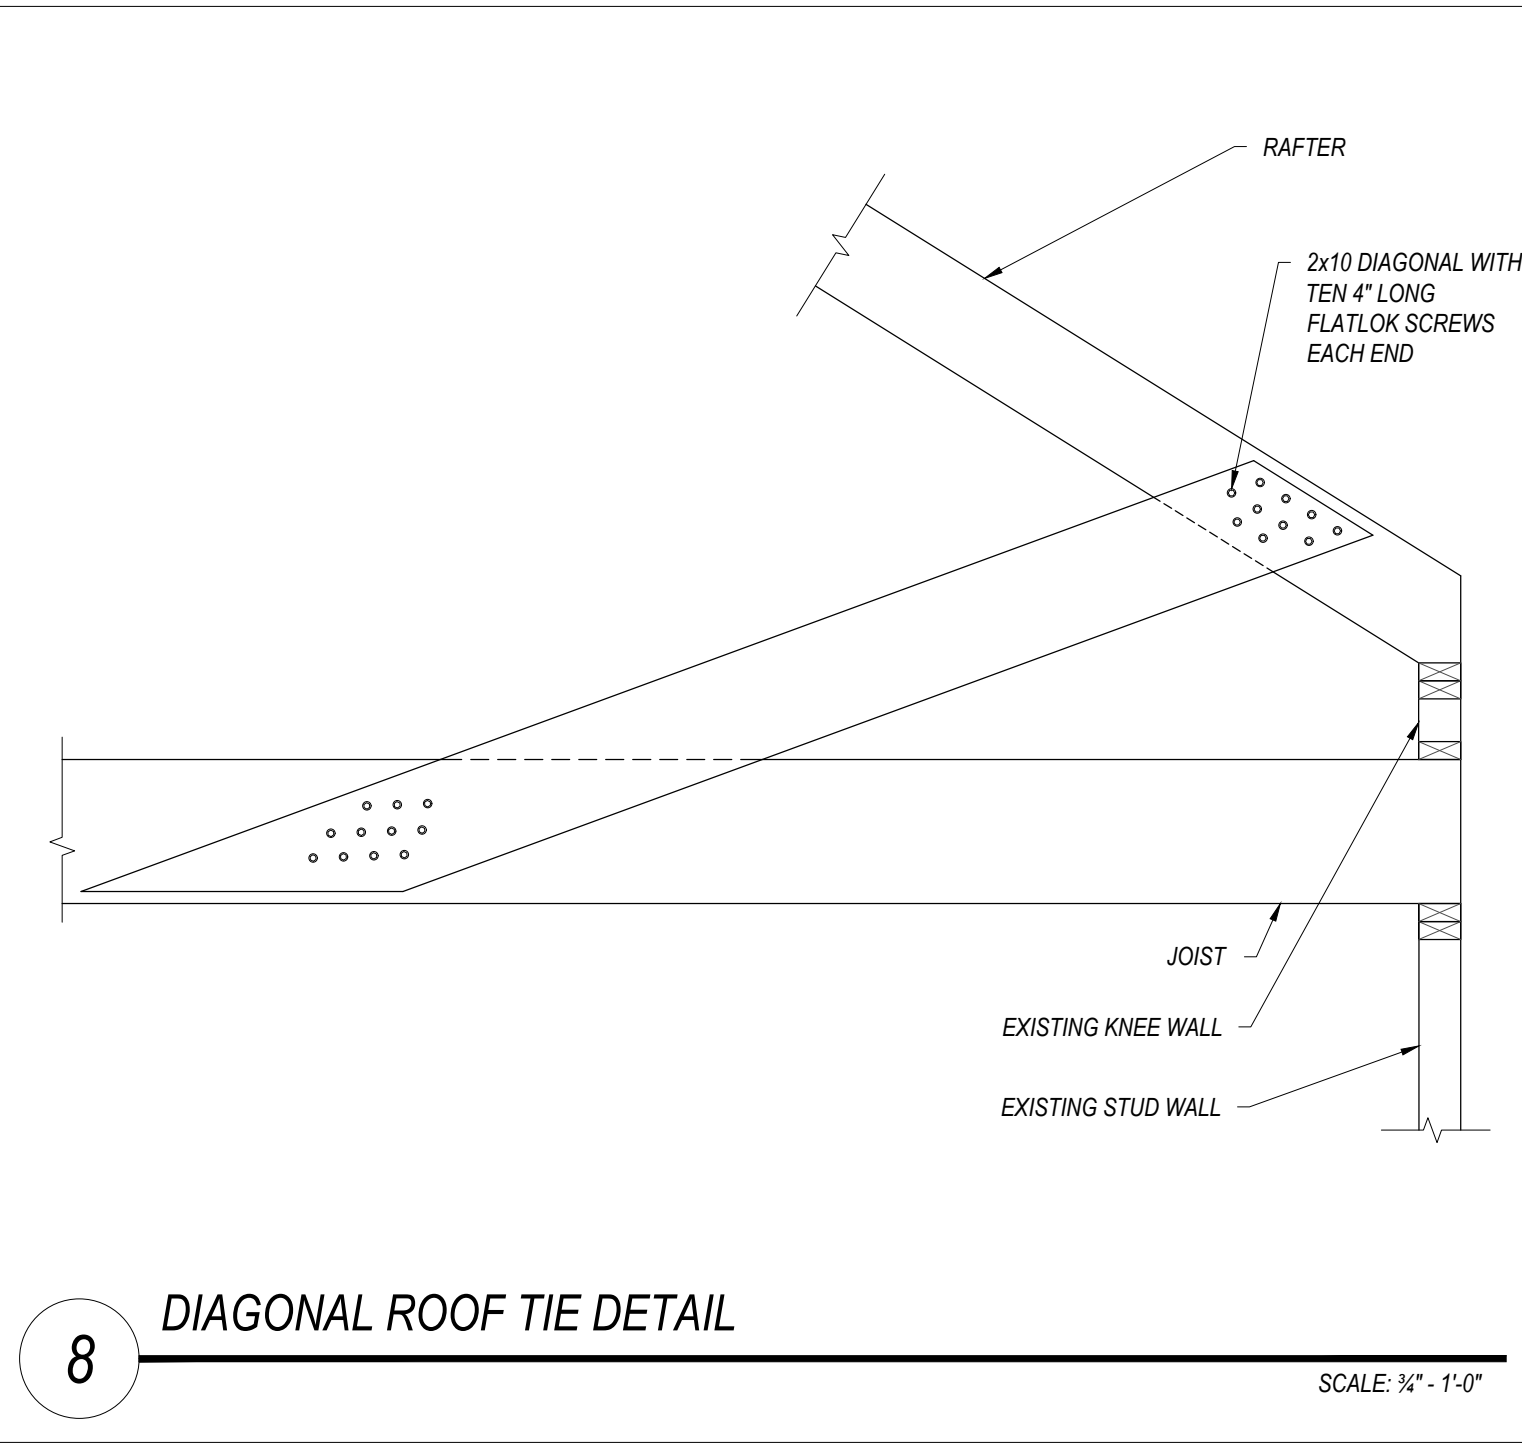 RAFTER
2x10 DIAGONAL WITH
TEN 4" LONG
FLATLOK SCREWS
EACH END
JOIST
EXISTING KNEE WALL
EXISTING STUD WALL
DIAGONAL ROOF TIE DETAIL
8
SCALE: ¾" - 1'-0"